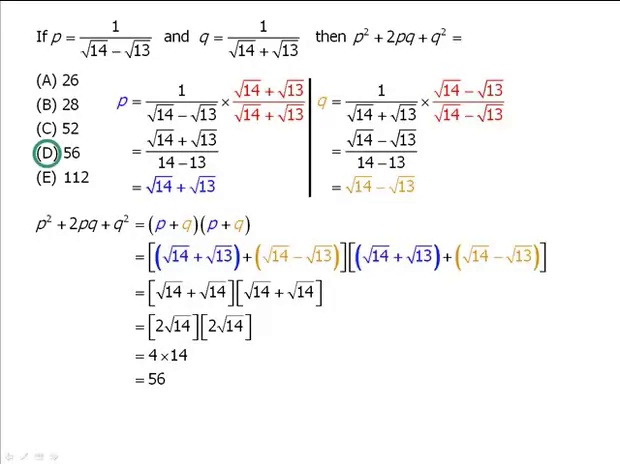 If p = 1/(√14 − √13) and q = 1/(√14 + √13) then p² + 2pq + q² =
(A) 26
(B) 28
(C) 52
(D) 56
(E) 112
p = 1/(√14 − √13) × (√14 + √13)/(√14 + √13)
= (√14 + √13)/(14 − 13)
= √14 + √13
q = 1/(√14 + √13) × (√14 − √13)/(√14 − √13)
= (√14 − √13)/(14 − 13)
= √14 − √13
p² + 2pq + q² = (p + q)(p + q)
= [(√14 + √13) + (√14 − √13)][(√14 + √13) + (√14 − √13)]
= [√14 + √14][√14 + √14]
= [2√14][2√14]
= 4 × 14
= 56